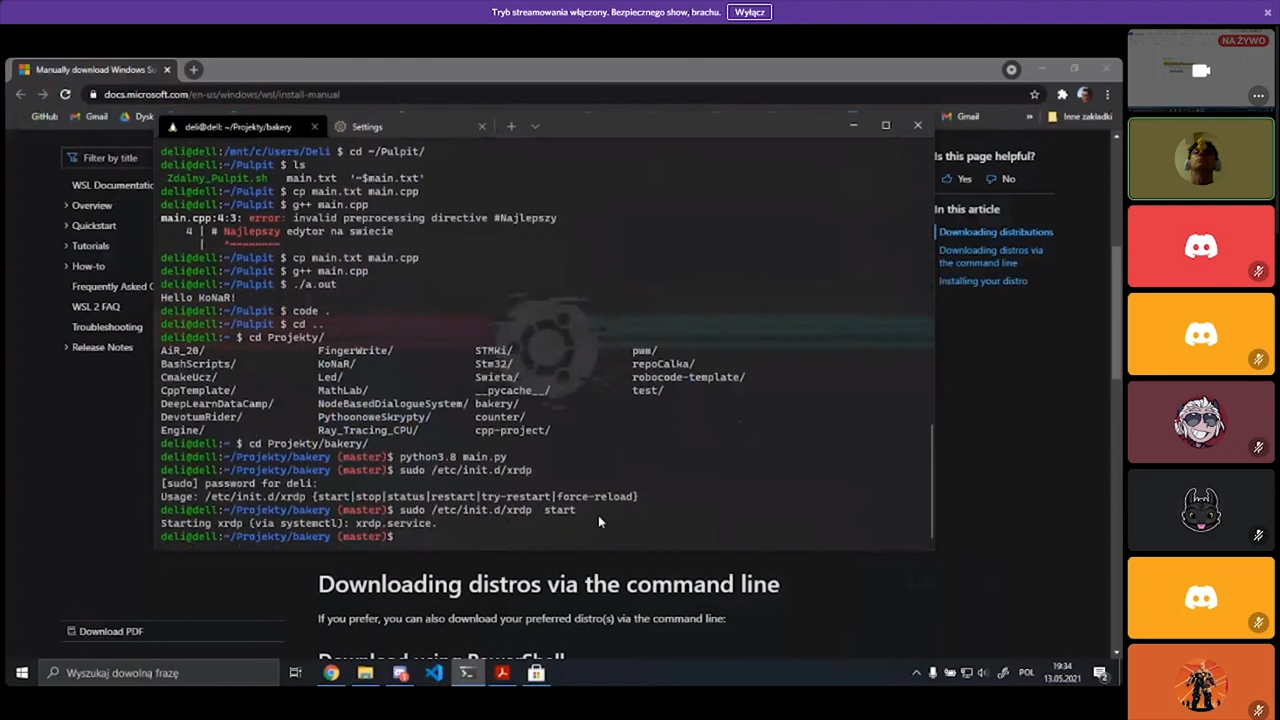 Tryb streamowania włączony. Bezpiecznego show, brachu. Wyłącz
NA ŻYWO
Manually download Windows Su
docs.microsoft.com/en-us/windows/wsl/install-manual
GitHub Gmail Dysk Gmail Inne zakładki
deli@dell: ~/Projekty/bakery Settings
Filter by title
WSL Documentatio
Overview
Quickstart
Tutorials
How-to
Frequently Asked Q
WSL 2 FAQ
Troubleshooting
Release Notes
Download PDF
deli@dell:/mnt/c/Users/Deli $ cd ~/Pulpit/
deli@dell:~/Pulpit $ ls
Zdalny_Pulpit.sh main.txt '~$main.txt'
deli@dell:~/Pulpit $ cp main.txt main.cpp
deli@dell:~/Pulpit $ g++ main.cpp
main.cpp:4:3: error: invalid preprocessing directive #Najlepszy
4 | # Najlepszy edytor na swiecie
| ^~~~~~~~~
deli@dell:~/Pulpit $ cp main.txt main.cpp
deli@dell:~/Pulpit $ g++ main.cpp
deli@dell:~/Pulpit $ ./a.out
Hello KoNaR!
deli@dell:~/Pulpit $ code .
deli@dell:~/Pulpit $ cd ..
deli@dell:~ $ cd Projekty/
AiR_20/ FingerWrite/ STMKi/ pwm/
BashScripts/ KoNaR/ Stm32/ repoCalka/
CmakeUcz/ Led/ Swieta/ robocode-template/
CppTemplate/ MathLab/ __pycache__/ test/
DeepLearnDataCamp/ NodeBasedDialogueSystem/ bakery/
DevotumRider/ PythoonoweSkrypty/ counter/
Engine/ Ray_Tracing_CPU/ cpp-project/
deli@dell:~ $ cd Projekty/bakery/
deli@dell:~/Projekty/bakery (master)$ python3.8 main.py
deli@dell:~/Projekty/bakery (master)$ sudo /etc/init.d/xrdp
[sudo] password for deli:
Usage: /etc/init.d/xrdp {start|stop|status|restart|try-restart|force-reload}
deli@dell:~/Projekty/bakery (master)$ sudo /etc/init.d/xrdp start
Starting xrdp (via systemctl): xrdp.service.
deli@dell:~/Projekty/bakery (master)$
Is this page helpful?
Yes No
In this article
Downloading distributions
Downloading distros via
the command line
Installing your distro
Downloading distros via the command line
If you prefer, you can also download your preferred distro(s) via the command line:
Download using PowerShell
Wyszukaj dowolną frazę
POL
19:34
13.05.2021
2